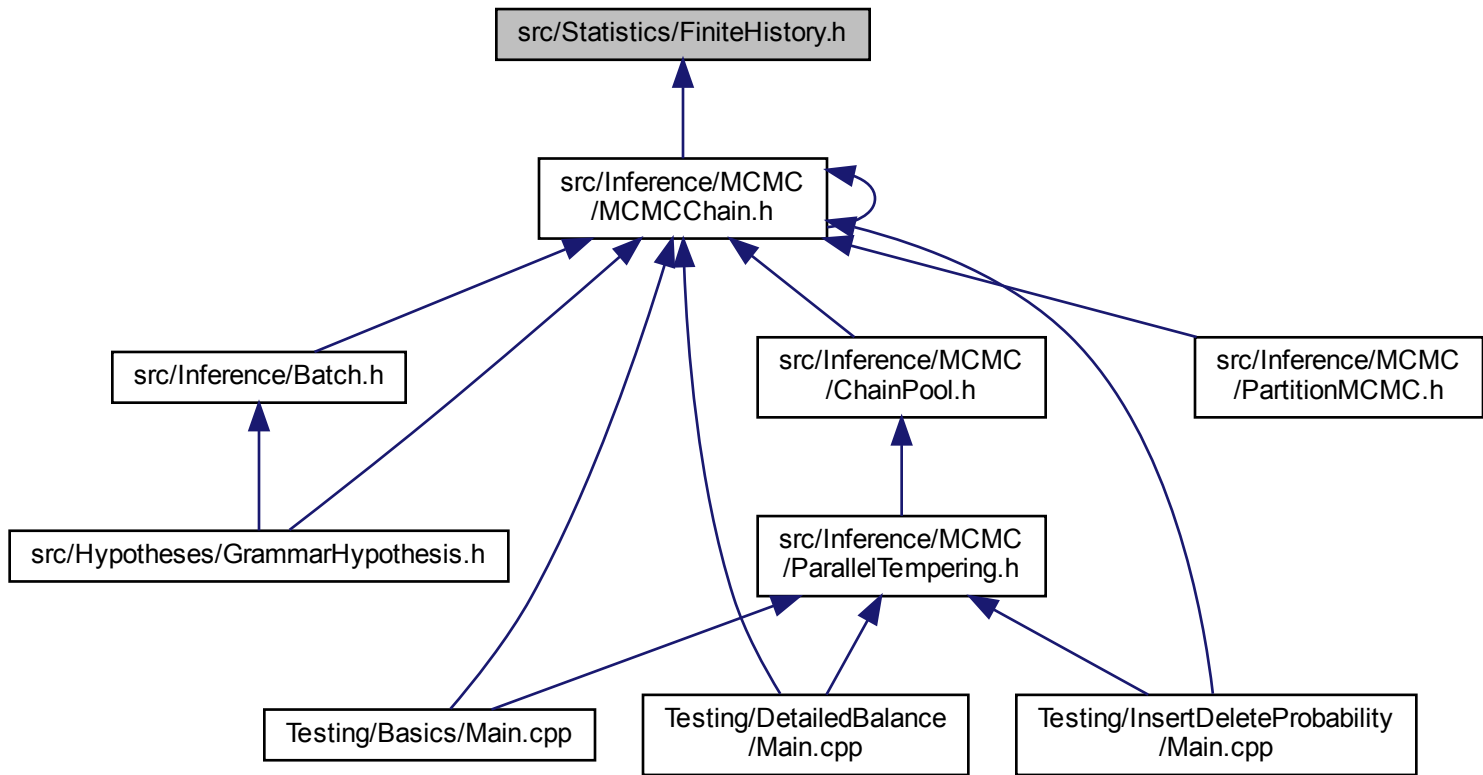 src/Statistics/FiniteHistory.h
src/Inference/MCMC
/MCMCChain.h
src/Inference/Batch.h
src/Inference/MCMC
/ChainPool.h
src/Inference/MCMC
/PartitionMCMC.h
src/Hypotheses/GrammarHypothesis.h
src/Inference/MCMC
/ParallelTempering.h
Testing/Basics/Main.cpp
Testing/DetailedBalance
/Main.cpp
Testing/InsertDeleteProbability
/Main.cpp